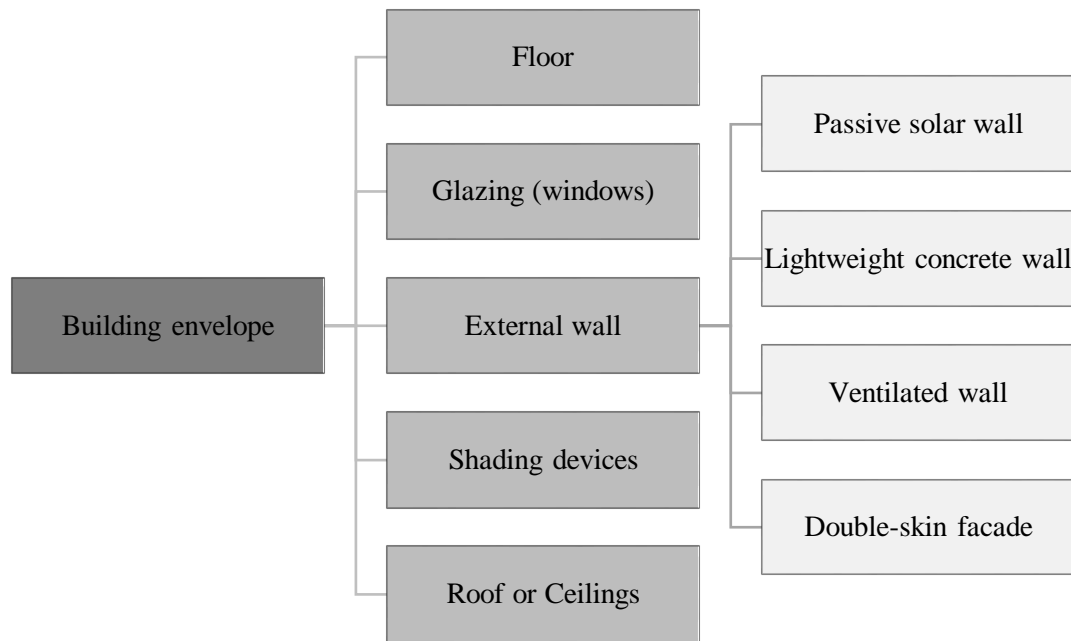 Building envelope
Floor
Glazing (windows)
External wall
Shading devices
Roof or Ceilings
Passive solar wall
Lightweight concrete wall
Ventilated wall
Double-skin facade